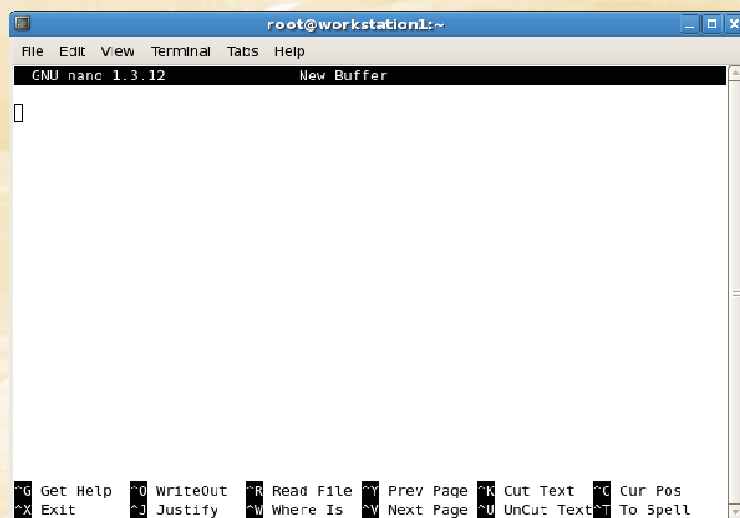 root@workstation1:~
File Edit View Terminal Tabs Help
GNU nano 1.3.12 New Buffer
^G Get Help ^O WriteOut ^R Read File ^Y Prev Page ^K Cut Text ^C Cur Pos
^X Exit ^J Justify ^W Where Is ^V Next Page ^U UnCut Text ^T To Spell